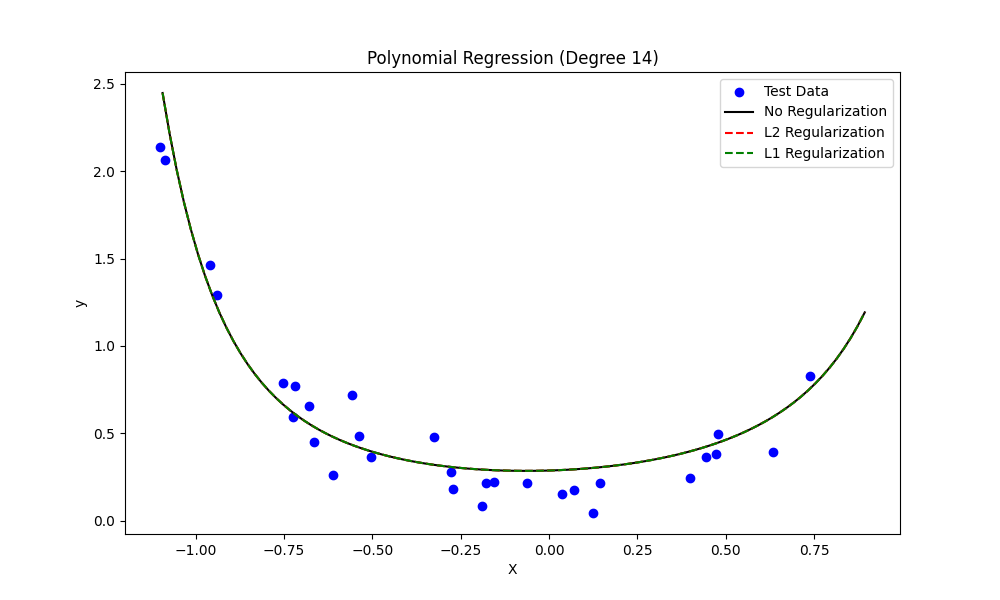 Polynomial Regression (Degree 14)
Test Data
No Regularization
L2 Regularization
L1 Regularization
y
2.5
2.0
1.5
1.0
0.5
0.0
−1.00 −0.75 −0.50 −0.25 0.00 0.25 0.50 0.75
X